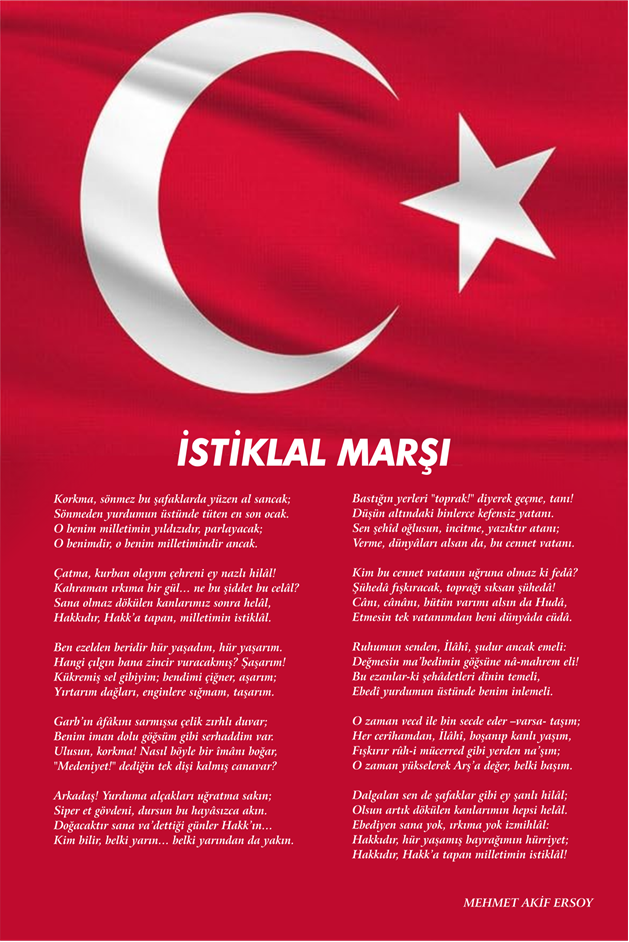 İSTİKLAL MARŞI
Korkma, sönmez bu şafaklarda yüzen al sancak;
Sönmeden yurdumun üstünde tüten en son ocak.
O benim milletimin yıldızıdır, parlayacak;
O benimdir, o benim milletimindir ancak.
Çatma, kurban olayım çehreni ey nazlı hilâl!
Kahraman ırkıma bir gül... ne bu şiddet bu celâl?
Sana olmaz dökülen kanlarımız sonra helâl,
Hakkıdır, Hakk'a tapan, milletimin istiklâl.
Ben ezelden beridir hür yaşadım, hür yaşarım.
Hangi çılgın bana zincir vuracakmış? Şaşarım!
Kükremiş sel gibiyim; bendimi çiğner, aşarım;
Yırtarım dağları, enginlere sığmam, taşarım.
Garb'ın âfâkını sarmışsa çelik zırhlı duvar;
Benim iman dolu göğsüm gibi serhaddim var.
Ulusun, korkma! Nasıl böyle bir îmânı boğar,
"Medeniyet!" dediğin tek dişi kalmış canavar?
Arkadaş! Yurduma alçakları uğratma sakın;
Siper et gövdeni, dursun bu hayâsızca akın.
Doğacaktır sana va'dettiği günler Hakk'ın...
Kim bilir, belki yarın... belki yarından da yakın.
Bastığın yerleri "toprak!" diyerek geçme, tanı!
Düşün altındaki binlerce kefensiz yatanı.
Sen şehîd oğlusun, incitme, yazıktır atanı;
Verme, dünyâları alsan da, bu cennet vatanı.
Kim bu cennet vatanın uğruna olmaz ki fedâ?
Şühedâ fışkıracak, toprağı sıksan şühedâ!
Cânı, cânânı, bütün varımı alsın da Hudâ,
Etmesin tek vatanımdan beni dünyâda cüdâ.
Ruhumun senden, İlâhî, şudur ancak emeli:
Değmesin ma'bedimin göğsüne nâ-mahrem eli!
Bu ezanlar-ki şehâdetleri dînin temeli,
Ebedî yurdumun üstünde benim inlemeli.
O zaman vecd ile bin secde eder –varsa- taşım;
Her cerîhamdan, İlâhî, boşanıp kanlı yaşım,
Fışkırır rûh-i mücerred gibi yerden na'şım;
O zaman yükselerek Arş'a değer, belki başım.
Dalgalan sen de şafaklar gibi ey şanlı hilâl;
Olsun artık dökülen kanlarımın hepsi helâl.
Ebediyen sana yok, ırkıma yok izmihlâl:
Hakkıdır, hür yaşamış bayrağımın hürriyet;
Hakkıdır, Hakk'a tapan milletimin istiklâl!
MEHMET AKİF ERSOY